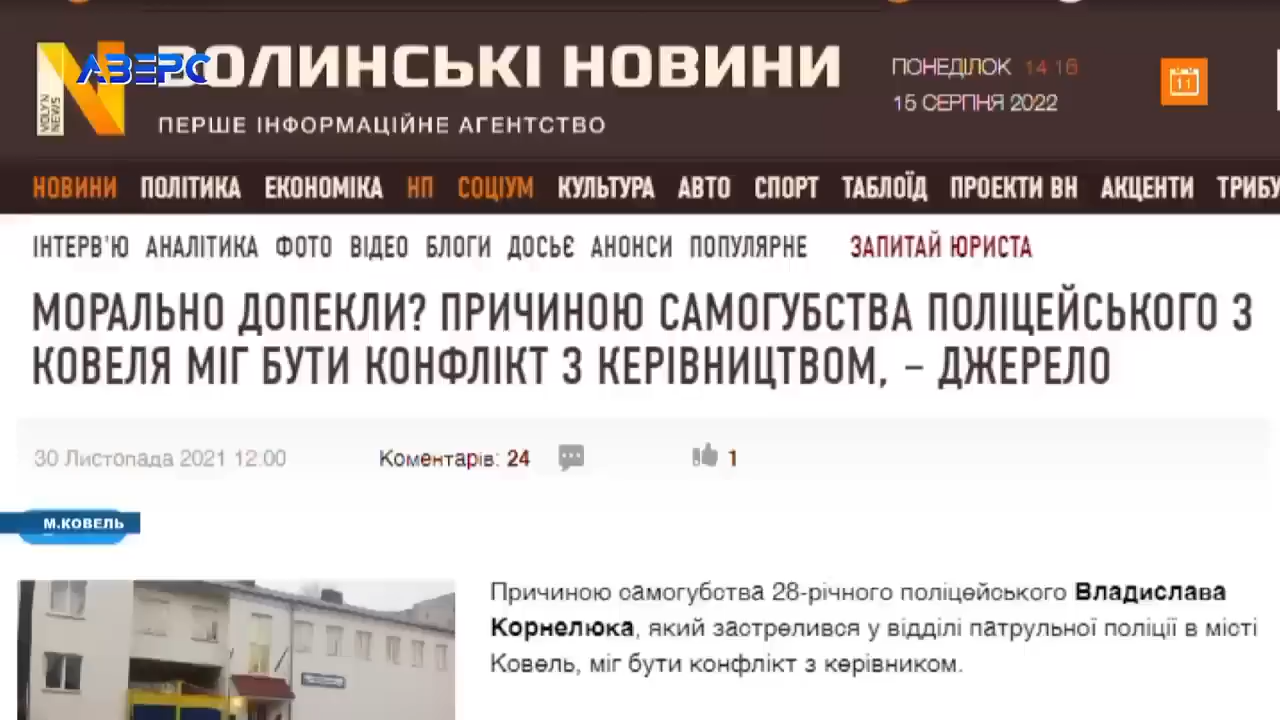 АВЕРС
ВОЛИНСЬКІ НОВИНИ
VOLYN NEWS
ПЕРШЕ ІНФОРМАЦІЙНЕ АГЕНТСТВО
ПОНЕДІЛОК 14 16
15 СЕРПНЯ 2022
11
НОВИНИ ПОЛІТИКА ЕКОНОМІКА НП СОЦІУМ КУЛЬТУРА АВТО СПОРТ ТАБЛОЇД ПРОЕКТИ ВН АКЦЕНТИ ТРИБУ
ІНТЕРВ'Ю АНАЛІТИКА ФОТО ВІДЕО БЛОГИ ДОСЬЄ АНОНСИ ПОПУЛЯРНЕ ЗАПИТАЙ ЮРИСТА
МОРАЛЬНО ДОПЕКЛИ? ПРИЧИНОЮ САМОГУБСТВА ПОЛІЦЕЙСЬКОГО З
КОВЕЛЯ МІГ БУТИ КОНФЛІКТ З КЕРІВНИЦТВОМ, – ДЖЕРЕЛО
30 Листопада 2021 12:00 Коментарів: 24 1
М.КОВЕЛЬ
Причиною самогубства 28-річного поліцейського Владислава
Корнелюка, який застрелився у відділі патрульної поліції в місті
Ковель, міг бути конфлікт з керівником.